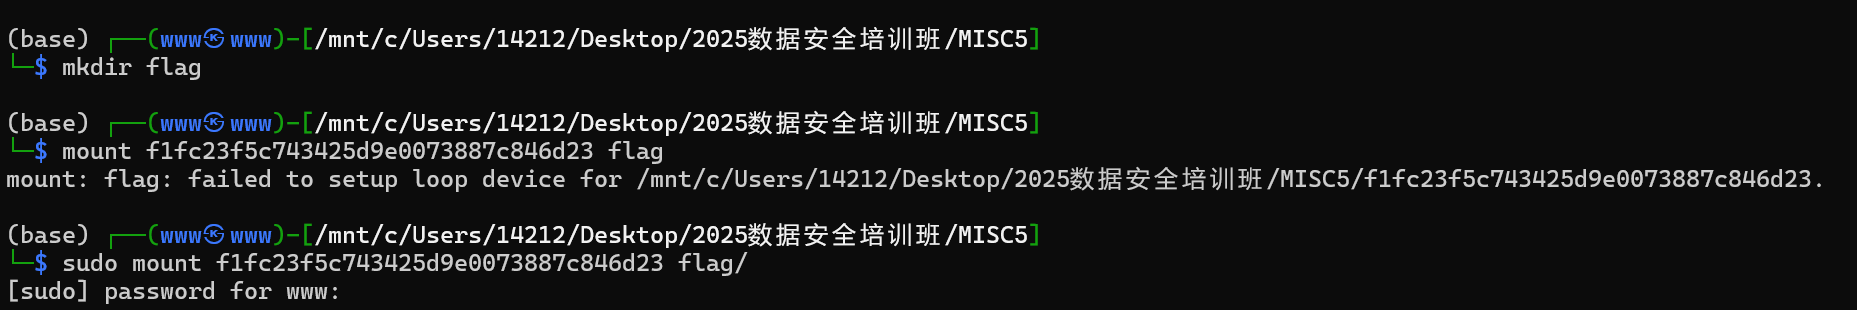 (base) ┌──(www㉿www)-[/mnt/c/Users/14212/Desktop/2025数据安全培训班/MISC5]
└─$ mkdir flag
(base) ┌──(www㉿www)-[/mnt/c/Users/14212/Desktop/2025数据安全培训班/MISC5]
└─$ mount f1fc23f5c743425d9e0073887c846d23 flag
mount: flag: failed to setup loop device for /mnt/c/Users/14212/Desktop/2025数据安全培训班/MISC5/f1fc23f5c743425d9e0073887c846d23.
(base) ┌──(www㉿www)-[/mnt/c/Users/14212/Desktop/2025数据安全培训班/MISC5]
└─$ sudo mount f1fc23f5c743425d9e0073887c846d23 flag/
[sudo] password for www: